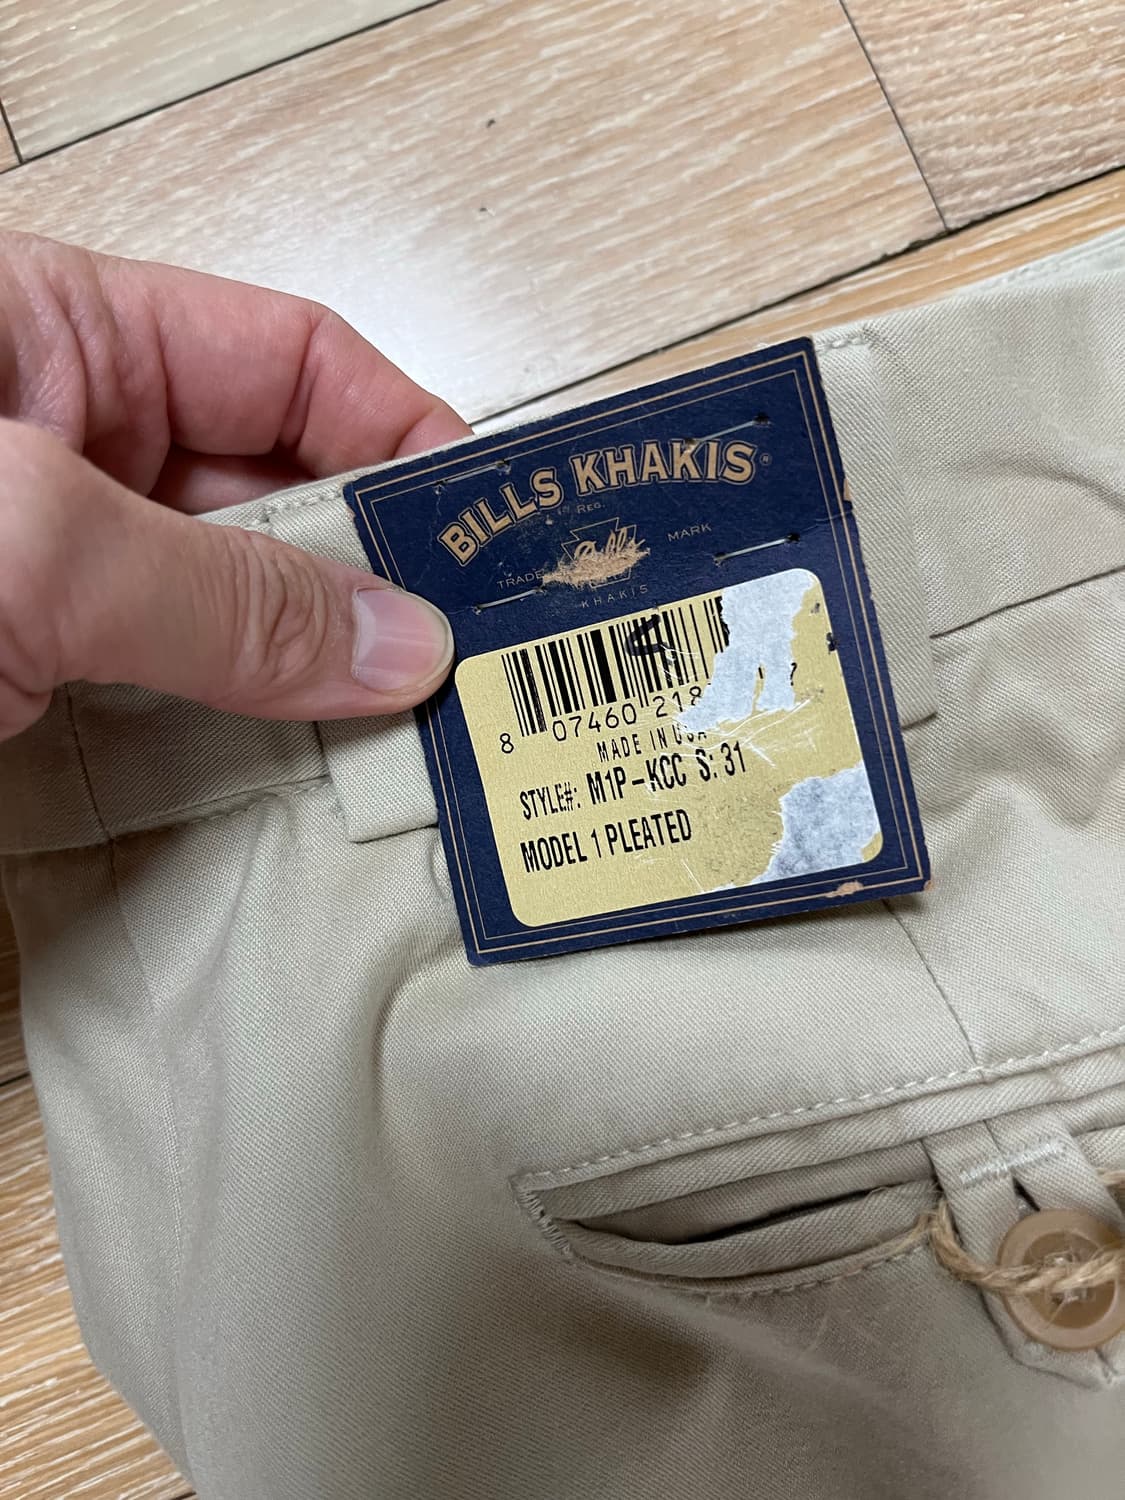 BILLS KHAKIS®
REG.
TRADE MARK
Bills
KHAKIS
8 07460 218
MADE IN USA
STYLE#: M1P-KCC S: 31
MODEL 1 PLEATED